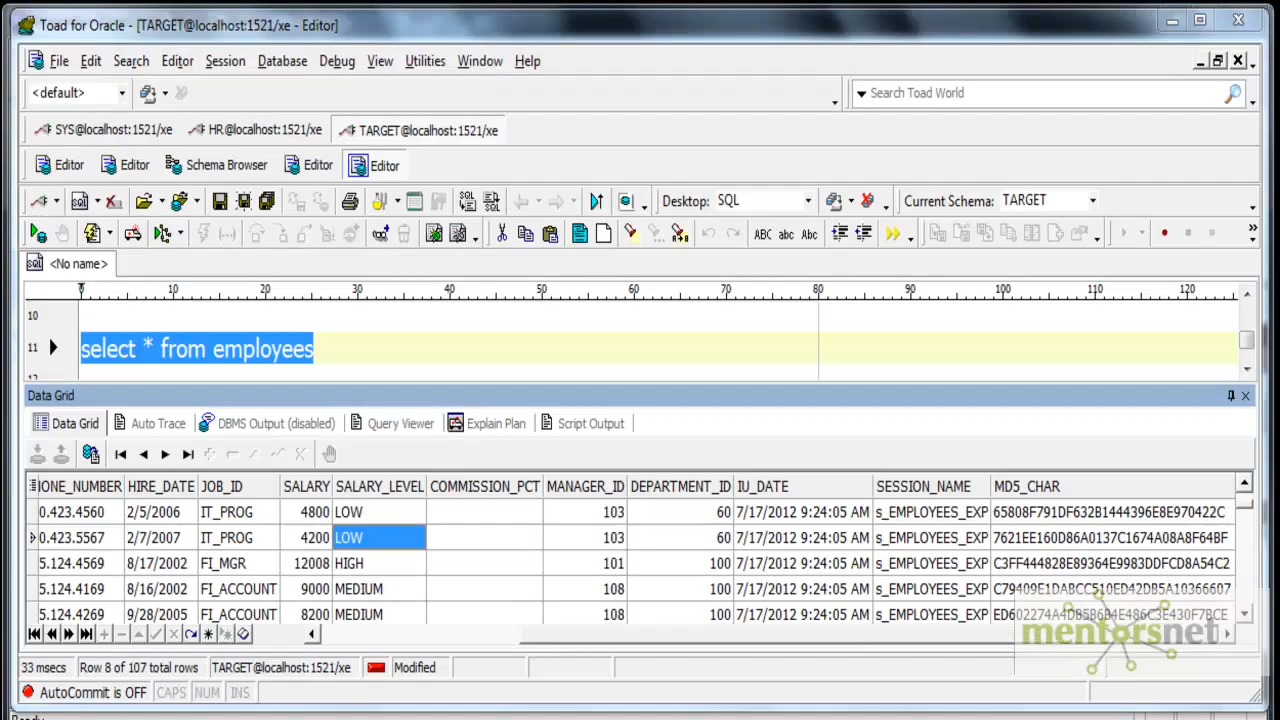 Toad for Oracle - [TARGET@localhost:1521/xe - Editor]
File Edit Search Editor Session Database Debug View Utilities Window Help
<default> Search Toad World
SYS@localhost:1521/xe HR@localhost:1521/xe TARGET@localhost:1521/xe
Editor Editor Schema Browser Editor Editor
SQL SQL SQL Desktop: SQL Current Schema: TARGET
ABC abc Abc
SQL <No name>
0 10 20 30 40 50 60 70 80 90 100 110 120
10
11 select * from employees
Data Grid
Data Grid Auto Trace DBMS Output (disabled) Query Viewer Explain Plan Script Output
IONE_NUMBER HIRE_DATE JOB_ID SALARY SALARY_LEVEL COMMISSION_PCT MANAGER_ID DEPARTMENT_ID IU_DATE SESSION_NAME MD5_CHAR
0.423.4560 2/5/2006 IT_PROG 4800 LOW 103 60 7/17/2012 9:24:05 AM s_EMPLOYEES_EXP 65808F791DF632B1444396E8E970422C
0.423.5567 2/7/2007 IT_PROG 4200 LOW 103 60 7/17/2012 9:24:05 AM s_EMPLOYEES_EXP 7621EE160D86A0137C1674A08A8F64BF
5.124.4569 8/17/2002 FI_MGR 12008 HIGH 101 100 7/17/2012 9:24:05 AM s_EMPLOYEES_EXP C3FF444828E69364E9983DDFCD8A54C2
5.124.4169 8/16/2002 FI_ACCOUNT 9000 MEDIUM 108 100 7/17/2012 9:24:05 AM s_EMPLOYEES_EXP C79409E1DABCC510ED42DB5A10366607
5.124.4269 9/28/2005 FI_ACCOUNT 8200 MEDIUM 108 100 7/17/2012 9:24:05 AM s_EMPLOYEES_EXP
mentorsnet
33 msecs Row 8 of 107 total rows TARGET@localhost:1521/xe Modified
AutoCommit is OFF CAPS NUM INS